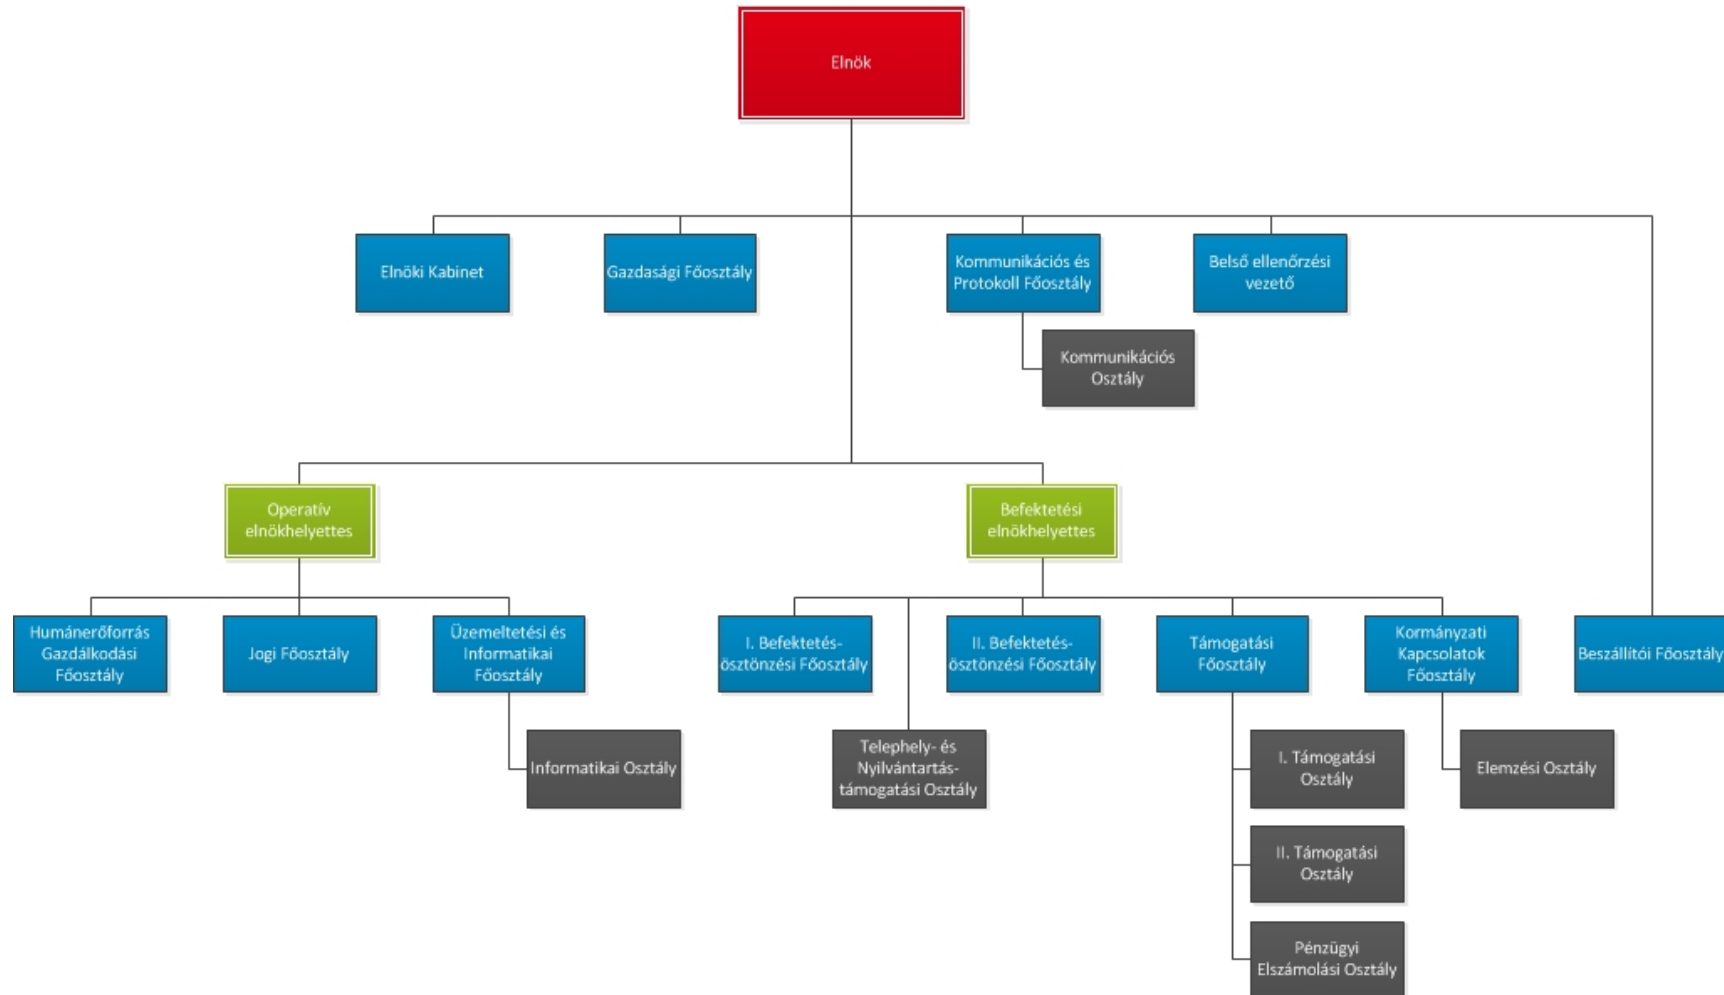 Elnök
Elnöki Kabinet
Gazdasági Főosztály
Kommunikációs és
Protokoll Főosztály
Belső ellenőrzési
vezető
Kommunikációs
Osztály
Operatív
elnökhelyettes
Befektetési
elnökhelyettes
Humánerőforrás
Gazdálkodási
Főosztály
Jogi Főosztály
Üzemeltetési és
Informatikai
Főosztály
I. Befektetés-
ösztönzési Főosztály
II. Befektetés-
ösztönzési Főosztály
Támogatási
Főosztály
Kormányzati
Kapcsolatok
Főosztály
Beszállítói Főosztály
Informatikai Osztály
Telephely- és
Nyilvántartás-
támogatási Osztály
I. Támogatási
Osztály
Elemzési Osztály
II. Támogatási
Osztály
Pénzügyi
Elszámolási Osztály